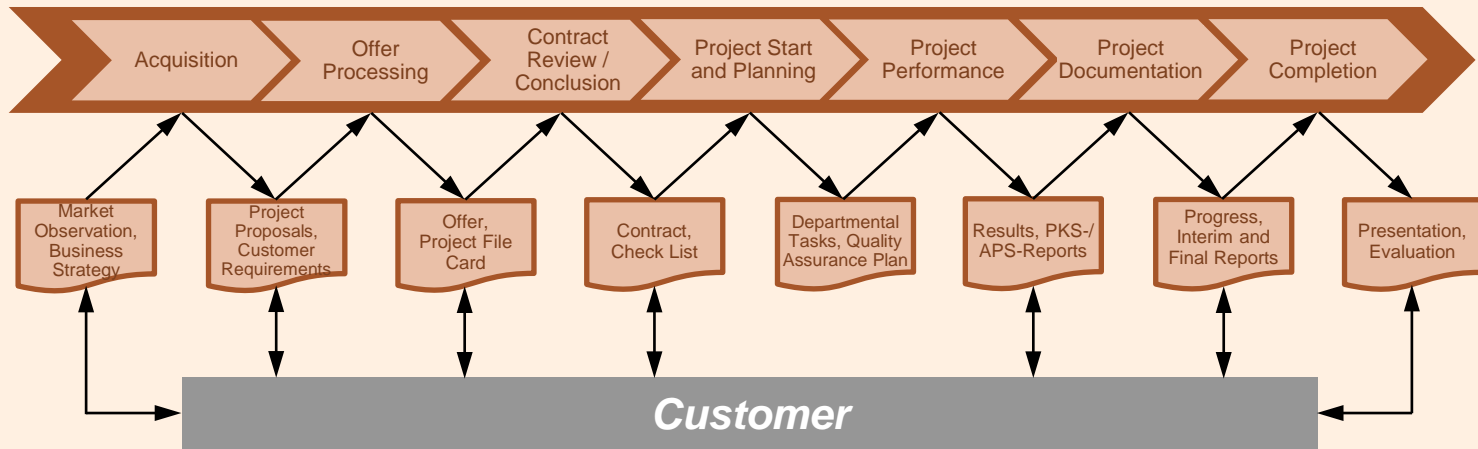 Acquisition
Offer
Processing
Contract
Review /
Conclusion
Project Start
and Planning
Project
Performance
Project
Documentation
Project
Completion
Market
Observation,
Business
Strategy
Project
Proposals,
Customer
Requirements
Offer,
Project File
Card
Contract,
Check List
Departmental
Tasks, Quality
Assurance Plan
Results, PKS-/
APS-Reports
Progress,
Interim and
Final Reports
Presentation,
Evaluation
Customer